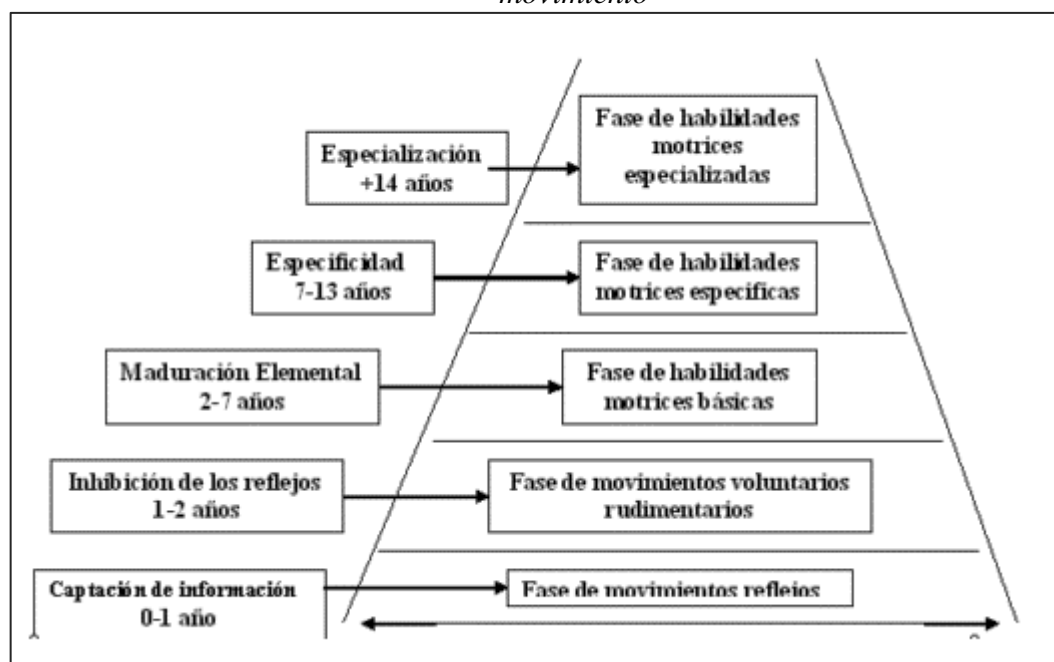 movimiento
Especialización
+14 años
Fase de habilidades
motrices
especializadas
Especificidad
7-13 años
Fase de habilidades
motrices especificas
Maduración Elemental
2-7 años
Fase de habilidades
motrices básicas
Inhibición de los reflejos
1-2 años
Fase de movimientos voluntarios
rudimentarios
Captación de información
0-1 año
Fase de movimientos reflejos